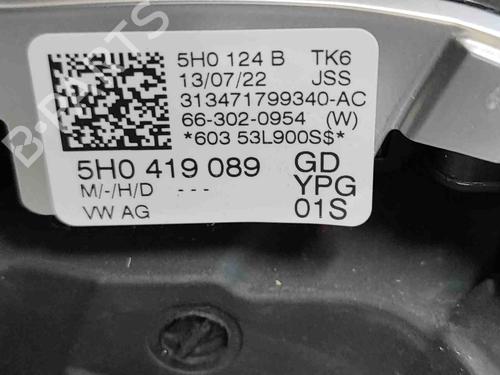 5H0 124 B TK6
13/07/22 JSS
313471799340-AC
66-302-0954 (W)
*603 53L900S$*
5H0 419 089 GD
M/-/H/D --- YPG
VW AG 01S
B-PARTS